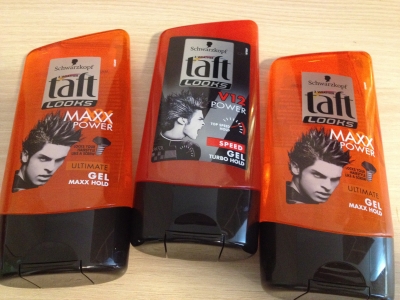 Schwarzkopf
taft
LOOKS
MAXX
POWER
ULTIMATE
GEL
MAXX HOLD
Schwarzkopf
taft
LOOKS
V12
POWER
SPEED
GEL
TURBO HOLD
Schwarzkopf
taft
LOOKS
MAXX
POWER
ULTIMATE
GEL
MAXX HOLD